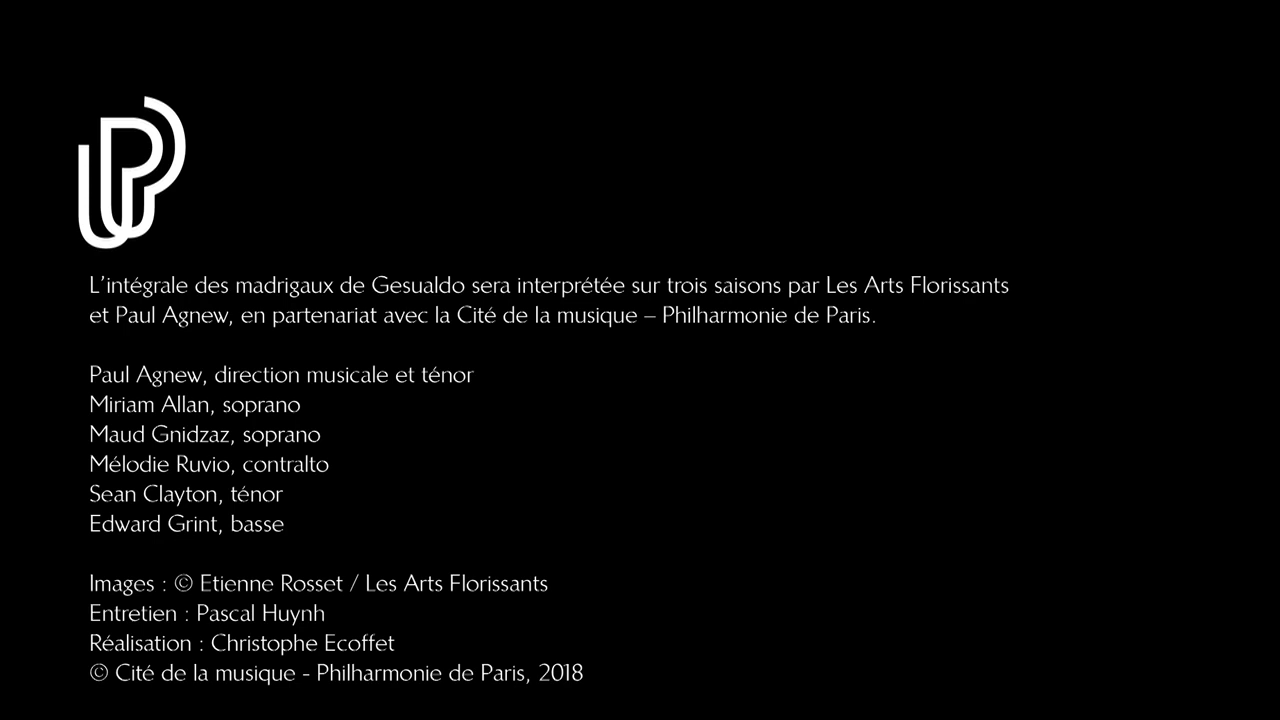 L’intégrale des madrigaux de Gesualdo sera interprétée sur trois saisons par Les Arts Florissants
et Paul Agnew, en partenariat avec la Cité de la musique – Philharmonie de Paris.
Paul Agnew, direction musicale et ténor
Miriam Allan, soprano
Maud Gnidzaz, soprano
Mélodie Ruvio, contralto
Sean Clayton, ténor
Edward Grint, basse
Images : © Etienne Rosset / Les Arts Florissants
Entretien : Pascal Huynh
Réalisation : Christophe Ecoffet
© Cité de la musique - Philharmonie de Paris, 2018